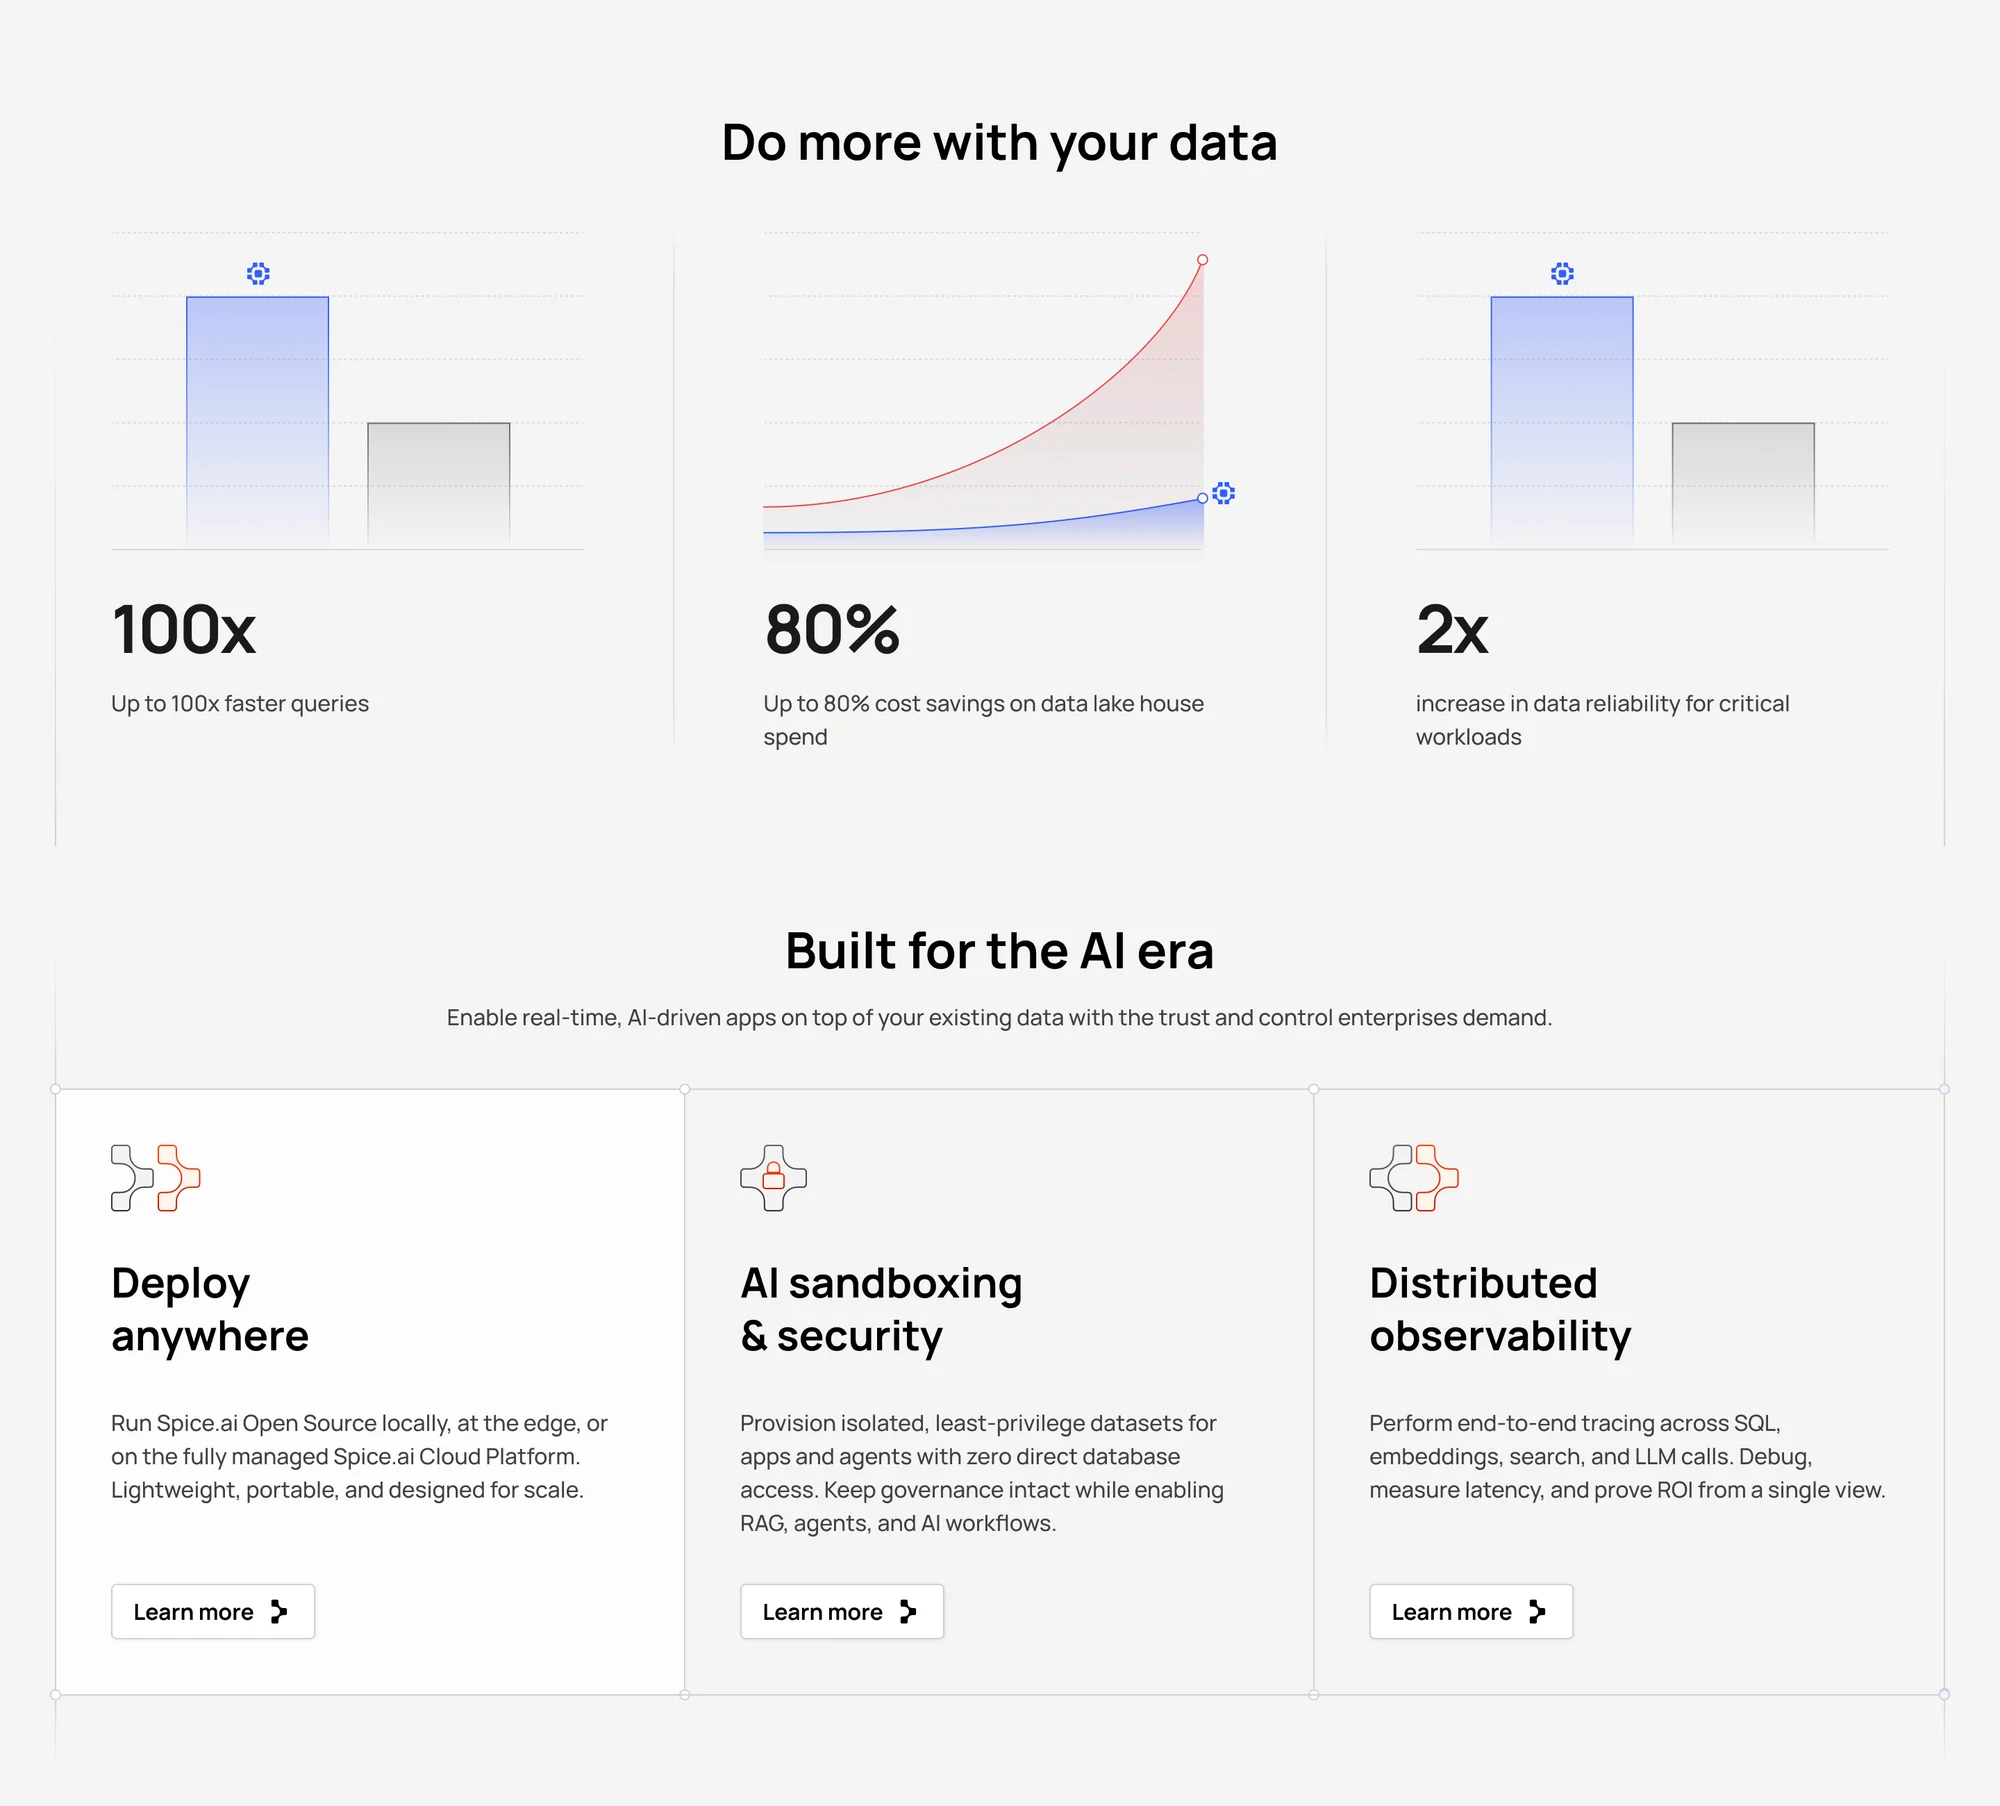 Do more with your data
100x
Up to 100x faster queries
80%
Up to 80% cost savings on data lake house
spend
2x
increase in data reliability for critical
workloads
Built for the AI era
Enable real-time, AI-driven apps on top of your existing data with the trust and control enterprises demand.
Deploy
anywhere
Run Spice.ai Open Source locally, at the edge, or
on the fully managed Spice.ai Cloud Platform.
Lightweight, portable, and designed for scale.
Learn more
AI sandboxing
& security
Provision isolated, least-privilege datasets for
apps and agents with zero direct database
access. Keep governance intact while enabling
RAG, agents, and AI workflows.
Learn more
Distributed
observability
Perform end-to-end tracing across SQL,
embeddings, search, and LLM calls. Debug,
measure latency, and prove ROI from a single view.
Learn more